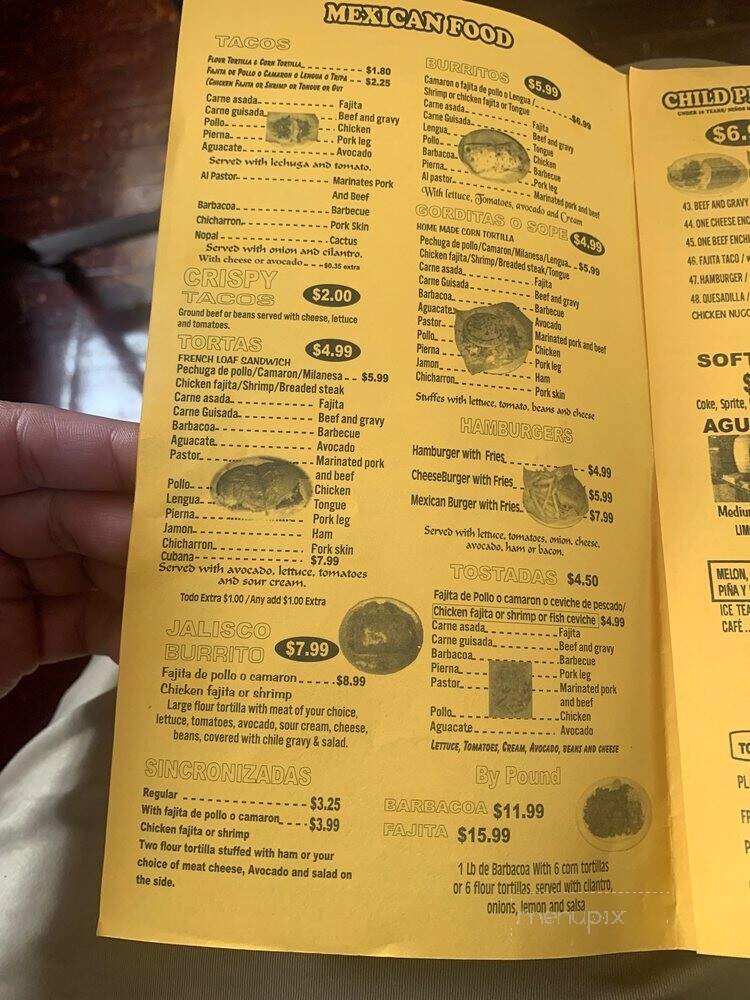 MEXICAN FOOD
TACOS
FLOUR TORTILLA & CORN TORTILLA $1.80
FAJITA DE POLLO O CAMARON O LENGUA O TRIPA $2.25
(CHICKEN FAJITA OR SHRIMP OR TONGUE OR GUT
Carne asada Fajita
Carne guisada Beef and gravy
Pollo Chicken
Pierna Pork leg
Aguacate Avocado
Served with lechuga and tomato.
Al Pastor Marinates Pork
And Beef
Barbacoa Barbecue
Chicharron Pork Skin
Nopal Cactus
Served with onion and cilantro.
With cheese or avocado $0.35 extra
CRISPY
TACOS $2.00
Ground beef or beans served with cheese, lettuce
and tomatoes.
TORTAS $4.99
FRENCH LOAF SANDWICH
Pechuga de pollo/Camaron/Milanesa $5.99
Chicken fajita/Shrimp/Breaded steak
Carne asada Fajita
Carne Guisada Beef and gravy
Barbacoa Barbecue
Aguacate Avocado
Pastor Marinated pork
and beef
Pollo Chicken
Lengua Tongue
Pierna Pork leg
Jamon Ham
Chicharron Pork skin
Cubana $7.99
Served with avocado, lettuce, tomatoes
and sour cream.
Todo Extra $1.00 / Any add $1.00 Extra
JALISCO
BURRITO $7.99
Fajita de pollo o camaron $8.99
Chicken fajita or shrimp
Large flour tortilla with meat of your choice,
lettuce, tomatoes, avocado, sour cream, cheese,
beans, covered with chile gravy & salad.
SINCRONIZADAS
Regular $3.25
With fajita de pollo o camaron $3.99
Chicken fajita or shrimp
Two flour tortilla stuffed with ham or your
choice of meat cheese, Avocado and salad on
the side.
BURRITOS $5.99
Camaron o fajita de pollo o Lengua / $6.99
Shrimp or chicken fajita or Tongue
Carne asada Fajita
Carne Guisada Beef and gravy
Lengua Tongue
Pollo Chicken
Barbacoa Barbecue
Pierna Pork leg
Al pastor Marinated pork and beef
With lettuce, Tomatoes, avocado and Cream
GORDITAS O SOPE $4.99
HOME MADE CORN TORTILLA
Pechuga de pollo/Camaron/Milanesa/Lengua $5.99
Chicken fajita/Shrimp/Breaded steak/Tongue
Carne asada Fajita
Carne Guisada Beef and gravy
Barbacoa Barbecue
Aguacate Avocado
Pastor Marinated pork and beef
Pollo Chicken
Pierna Pork leg
Jamon Ham
Chicharron Pork skin
Stuffes with lettuce, tomato, beans and cheese
HAMBURGERS
Hamburger with Fries $4.99
CheeseBurger with Fries $5.99
Mexican Burger with Fries $7.99
Served with lettuce, tomatoes, onion, cheese,
avocado, ham or bacon.
TOSTADAS $4.50
Fajita de Pollo o camaron o ceviche de pescado/
Chicken fajita or shrimp or fish ceviche $4.99
Carne asada Fajita
Carne guisada Beef and gravy
Barbacoa Barbecue
Pierna Pork leg
Pastor Marinated pork
and beef
Pollo Chicken
Aguacate Avocado
LETTUCE, TOMATOES, CREAM, AVOCADO, BEANS AND CHEESE
By Pound
BARBACOA $11.99
FAJITA $15.99
1 Lb de Barbacoa With 6 corn tortillas
or 6 flour tortillas, served with cilantro,
onions, lemon and salsa
menupix
CHILD
43. BEEF AND GRAVY
44. ONE CHEESE
45. ONE BEEF
46. FAJITA TACO /
47. HAMBURGER /
48. QUESADILLA /
CHICKEN
Coke, Sprite,
MELON,
PIÑA Y
ICE
CAFÉ